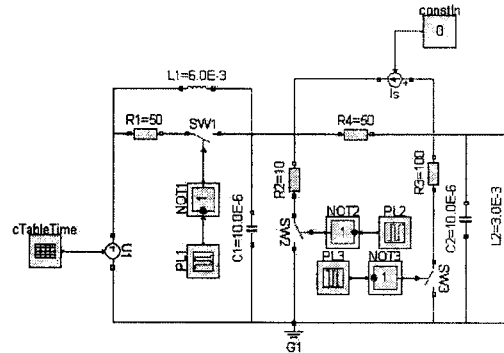 constIn
0
L1=6.0E-3
Is
R1=50
SW1
R4=50
NOT1
1
R2=10
R3=100
C1=10.0E-6
NOT2
PL2
SW2
1
C2=10.0E-6
L2=3.0E-3
cTableTime
U1
PL1
PL3
NOT3
1
SW3
G1